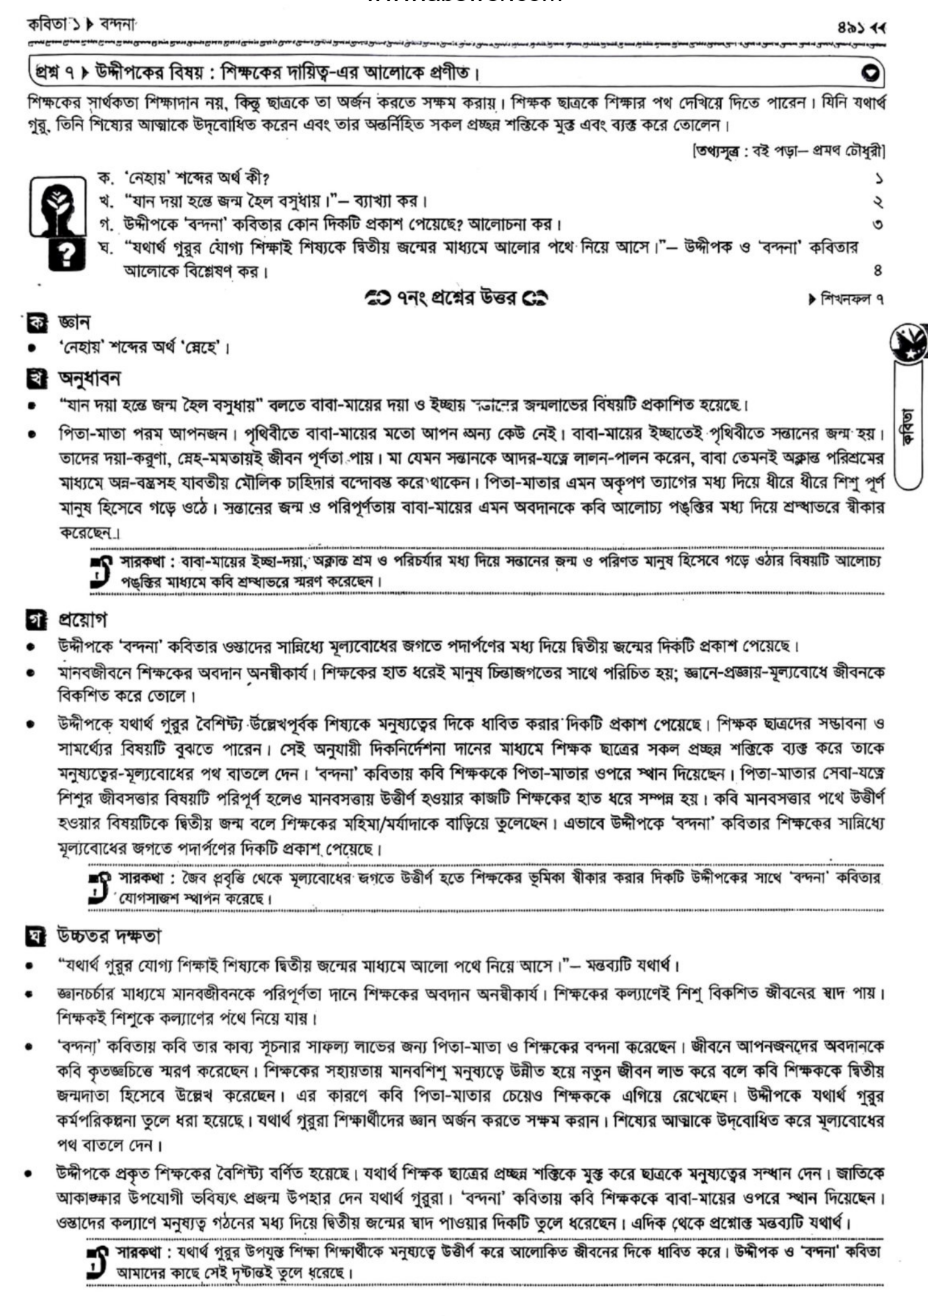 কবিতা ১ ▶ বন্দনা
৪৯১ ◀◀
প্রশ্ন ৭ ▶ উদ্দীপকের বিষয় : শিক্ষকের দায়িত্ব-এর আলোকে প্রণীত।
শিক্ষকের সার্থকতা শিক্ষাদান নয়, কিন্তু ছাত্রকে তা অর্জন করতে সক্ষম করায়। শিক্ষক ছাত্রকে শিক্ষার পথ দেখিয়ে দিতে পারেন। যিনি যথার্থ
গুরু, তিনি শিষ্যের আত্মাকে উদ্‌বোধিত করেন এবং তার অন্তর্নিহিত সকল প্রচ্ছন্ন শক্তিকে মুক্ত এবং ব্যক্ত করে তোলেন।
[তথ্যসূত্র : বই পড়া— প্রমথ চৌধুরী]
ক. 'নেহায়' শব্দের অর্থ কী? ১
খ. "যান দয়া হন্তে জন্ম হৈল বসুধায়।"— ব্যাখ্যা কর। ২
গ. উদ্দীপকে 'বন্দনা' কবিতার কোন দিকটি প্রকাশ পেয়েছে? আলোচনা কর। ৩
ঘ. "যথার্থ গুরুর যোগ্য শিক্ষাই শিষ্যকে দ্বিতীয় জন্মের মাধ্যমে আলোর পথে নিয়ে আসে।"— উদ্দীপক ও 'বন্দনা' কবিতার
আলোকে বিশ্লেষণ কর। ৪
৭নং প্রশ্নের উত্তর
▶ শিখনফল ৭
ক জ্ঞান
• 'নেহায়' শব্দের অর্থ 'স্নেহে'।
খ অনুধাবন
• "যান দয়া হন্তে জন্ম হৈল বসুধায়" বলতে বাবা-মায়ের দয়া ও ইচ্ছায় সন্তানের জন্মলাভের বিষয়টি প্রকাশিত হয়েছে।
• পিতা-মাতা পরম আপনজন। পৃথিবীতে বাবা-মায়ের মতো আপন অন্য কেউ নেই। বাবা-মায়ের ইচ্ছাতেই পৃথিবীতে সন্তানের জন্ম হয়।
তাদের দয়া-করুণা, স্নেহ-মমতায়ই জীবন পূর্ণতা পায়। মা যেমন সন্তানকে আদর-যত্নে লালন-পালন করেন, বাবা তেমনই অক্লান্ত পরিশ্রমের
মাধ্যমে অন্ন-বস্ত্রসহ যাবতীয় মৌলিক চাহিদার বন্দোবস্ত করে থাকেন। পিতা-মাতার এমন অকৃপণ ত্যাগের মধ্য দিয়ে ধীরে ধীরে শিশু পূর্ণ
মানুষ হিসেবে গড়ে ওঠে। সন্তানের জন্ম ও পরিপূর্ণতায় বাবা-মায়ের এমন অবদানকে কবি আলোচ্য পঙ্‌ক্তির মধ্য দিয়ে শ্রদ্ধাভরে স্বীকার
করেছেন।
সারকথা : বাবা-মায়ের ইচ্ছা-দয়া, অক্লান্ত শ্রম ও পরিচর্যার মধ্য দিয়ে সন্তানের জন্ম ও পরিণত মানুষ হিসেবে গড়ে ওঠার বিষয়টি আলোচ্য
পঙ্‌ক্তির মাধ্যমে কবি শ্রদ্ধাভরে স্মরণ করেছেন।
কবিতা
গ প্রয়োগ
• উদ্দীপকে 'বন্দনা' কবিতার ওস্তাদের সান্নিধ্যে মূল্যবোধের জগতে পদার্পণের মধ্য দিয়ে দ্বিতীয় জন্মের দিকটি প্রকাশ পেয়েছে।
• মানবজীবনে শিক্ষকের অবদান অনস্বীকার্য। শিক্ষকের হাত ধরেই মানুষ চিন্তাজগতের সাথে পরিচিত হয়; জ্ঞানে-প্রজ্ঞায়-মূল্যবোধে জীবনকে
বিকশিত করে তোলে।
• উদ্দীপকে যথার্থ গুরুর বৈশিষ্ট্য উল্লেখপূর্বক শিষ্যকে মনুষ্যত্বের দিকে ধাবিত করার দিকটি প্রকাশ পেয়েছে। শিক্ষক ছাত্রদের সম্ভাবনা ও
সামর্থ্যের বিষয়টি বুঝতে পারেন। সেই অনুযায়ী দিকনির্দেশনা দানের মাধ্যমে শিক্ষক ছাত্রের সকল প্রচ্ছন্ন শক্তিকে ব্যক্ত করে তাকে
মনুষ্যত্বের-মূল্যবোধের পথ বাতলে দেন। 'বন্দনা' কবিতায় কবি শিক্ষককে পিতা-মাতার ওপরে স্থান দিয়েছেন। পিতা-মাতার সেবা-যত্নে
শিশুর জীবসত্তার বিষয়টি পরিপূর্ণ হলেও মানবসত্তায় উত্তীর্ণ হওয়ার কাজটি শিক্ষকের হাত ধরে সম্পন্ন হয়। কবি মানবসত্তার পথে উত্তীর্ণ
হওয়ার বিষয়টিকে দ্বিতীয় জন্ম বলে শিক্ষকের মহিমা/মর্যাদাকে বাড়িয়ে তুলেছেন। এভাবে উদ্দীপকে 'বন্দনা' কবিতার শিক্ষকের সান্নিধ্যে
মূল্যবোধের জগতে পদার্পণের দিকটি প্রকাশ পেয়েছে।
সারকথা : জৈব প্রবৃত্তি থেকে মূল্যবোধের জগতে উত্তীর্ণ হতে শিক্ষকের ভূমিকা স্বীকার করার দিকটি উদ্দীপকের সাথে 'বন্দনা' কবিতার
যোগসাজশ স্থাপন করেছে।
ঘ উচ্চতর দক্ষতা
• "যথার্থ গুরুর যোগ্য শিক্ষাই শিষ্যকে দ্বিতীয় জন্মের মাধ্যমে আলো পথে নিয়ে আসে।"— মন্তব্যটি যথার্থ।
• জ্ঞানচর্চার মাধ্যমে মানবজীবনকে পরিপূর্ণতা দানে শিক্ষকের অবদান অনস্বীকার্য। শিক্ষকের কল্যাণেই শিশু বিকশিত জীবনের স্বাদ পায়।
শিক্ষকই শিশুকে কল্যাণের পথে নিয়ে যায়।
• 'বন্দনা' কবিতায় কবি তার কাব্য সূচনার সাফল্য লাভের জন্য পিতা-মাতা ও শিক্ষকের বন্দনা করেছেন। জীবনে আপনজনদের অবদানকে
কবি কৃতজ্ঞচিত্তে স্মরণ করেছেন। শিক্ষকের সহায়তায় মানবশিশু মনুষ্যত্বে উন্নীত হয়ে নতুন জীবন লাভ করে বলে কবি শিক্ষককে দ্বিতীয়
জন্মদাতা হিসেবে উল্লেখ করেছেন। এর কারণে কবি পিতা-মাতার চেয়েও শিক্ষককে এগিয়ে রেখেছেন। উদ্দীপকে যথার্থ গুরুর
কর্মপরিকল্পনা তুলে ধরা হয়েছে। যথার্থ গুরুরা শিক্ষার্থীদের জ্ঞান অর্জন করতে সক্ষম করান। শিষ্যের আত্মাকে উদ্‌বোধিত করে মূল্যবোধের
পথ বাতলে দেন।
• উদ্দীপকে প্রকৃত শিক্ষকের বৈশিষ্ট্য বর্ণিত হয়েছে। যথার্থ শিক্ষক ছাত্রের প্রচ্ছন্ন শক্তিকে মুক্ত করে ছাত্রকে মনুষ্যত্বের সন্ধান দেন। জাতিকে
আকাঙ্ক্ষার উপযোগী ভবিষ্যৎ প্রজন্ম উপহার দেন যথার্থ গুরুরা। 'বন্দনা' কবিতায় কবি শিক্ষককে বাবা-মায়ের ওপরে স্থান দিয়েছেন।
ওস্তাদের কল্যাণে মনুষ্যত্ব গঠনের মধ্য দিয়ে দ্বিতীয় জন্মের স্বাদ পাওয়ার দিকটি তুলে ধরেছেন। এদিক থেকে প্রশ্নোক্ত মন্তব্যটি যথার্থ।
সারকথা : যথার্থ গুরুর উপযুক্ত শিক্ষা শিক্ষার্থীকে মনুষ্যত্বে উত্তীর্ণ করে আলোকিত জীবনের দিকে ধাবিত করে। উদ্দীপক ও 'বন্দনা' কবিতা
আমাদের কাছে সেই দৃষ্টান্তই তুলে ধরেছে।